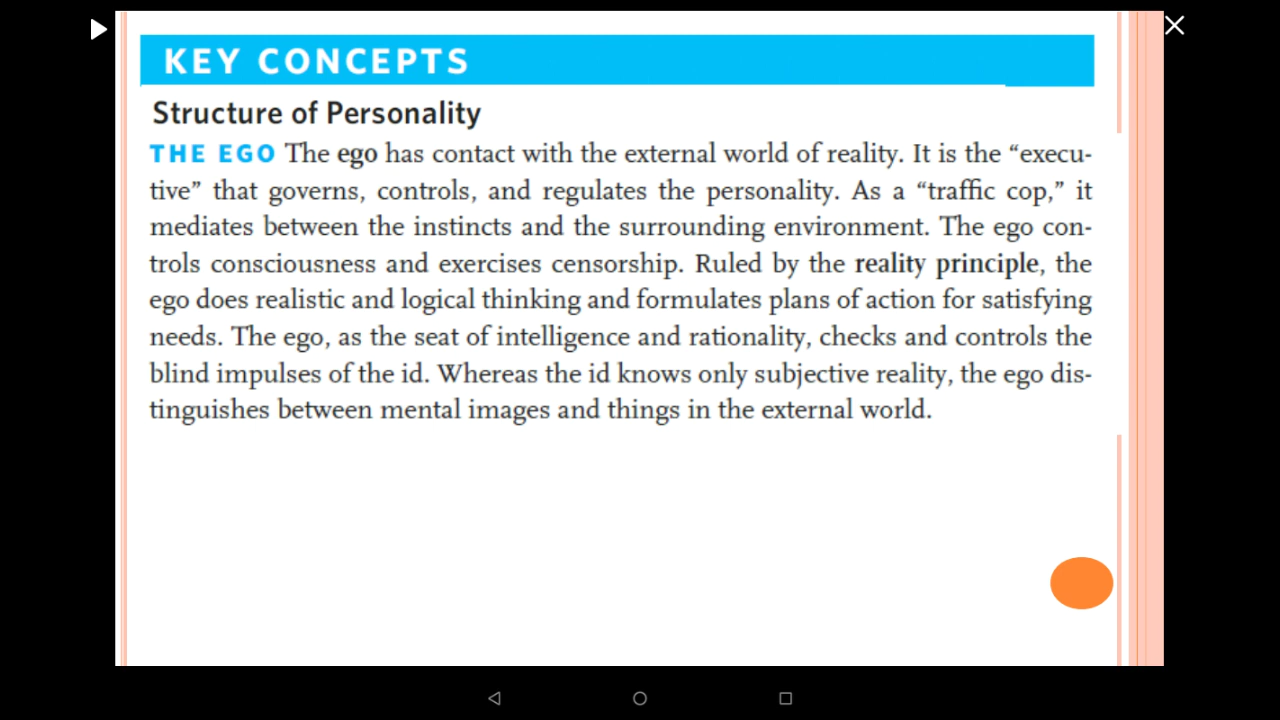 KEY CONCEPTS
Structure of Personality
THE EGO The ego has contact with the external world of reality. It is the “execu-
tive” that governs, controls, and regulates the personality. As a “traffic cop,” it
mediates between the instincts and the surrounding environment. The ego con-
trols consciousness and exercises censorship. Ruled by the reality principle, the
ego does realistic and logical thinking and formulates plans of action for satisfying
needs. The ego, as the seat of intelligence and rationality, checks and controls the
blind impulses of the id. Whereas the id knows only subjective reality, the ego dis-
tinguishes between mental images and things in the external world.